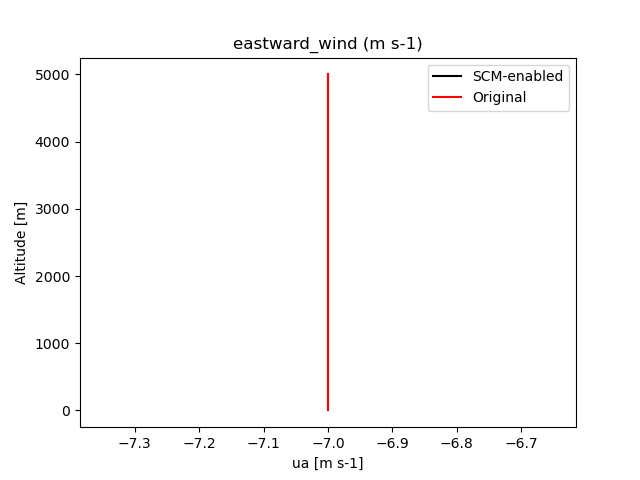 eastward_wind (m s-1)
SCM-enabled
Original
Altitude [m]
5000
4000
3000
2000
1000
0
−7.3 −7.2 −7.1 −7.0 −6.9 −6.8 −6.7
ua [m s-1]